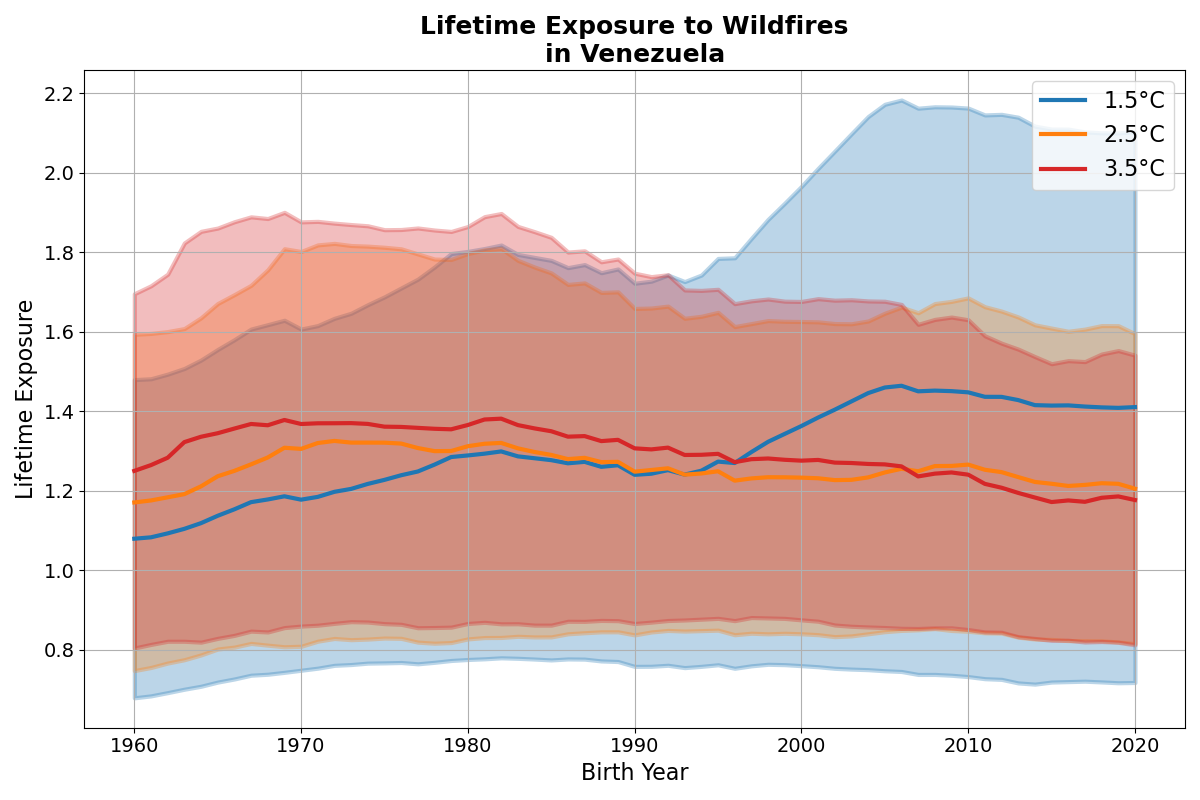 Lifetime Exposure to Wildfires
in Venezuela
1.5°C
2.5°C
3.5°C
Lifetime Exposure
2.2
2.0
1.8
1.6
1.4
1.2
1.0
0.8
1960 1970 1980 1990 2000 2010 2020
Birth Year